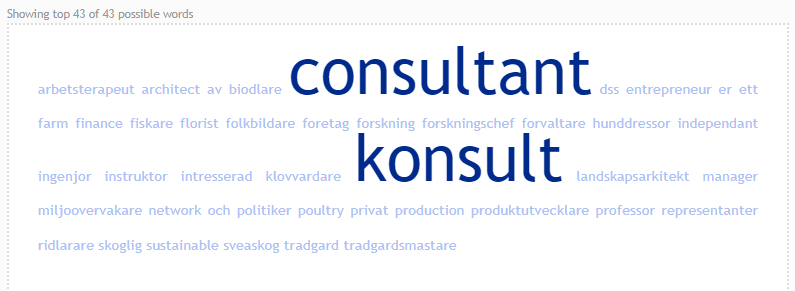 Showing top 43 of 43 possible words
arbetsterapeut architect av biodlare consultant dss entrepreneur er ett
farm finance fiskare florist folkbildare foretag forskning forskningschef forvaltare hunddressor independant
ingenjor instruktor intresserad klovvardare konsult landskapsarkitekt manager
miljoovervakare network och politiker poultry privat production produktutvecklare professor representanter
ridlarare skoglig sustainable sveaskog tradgard tradgardsmastare